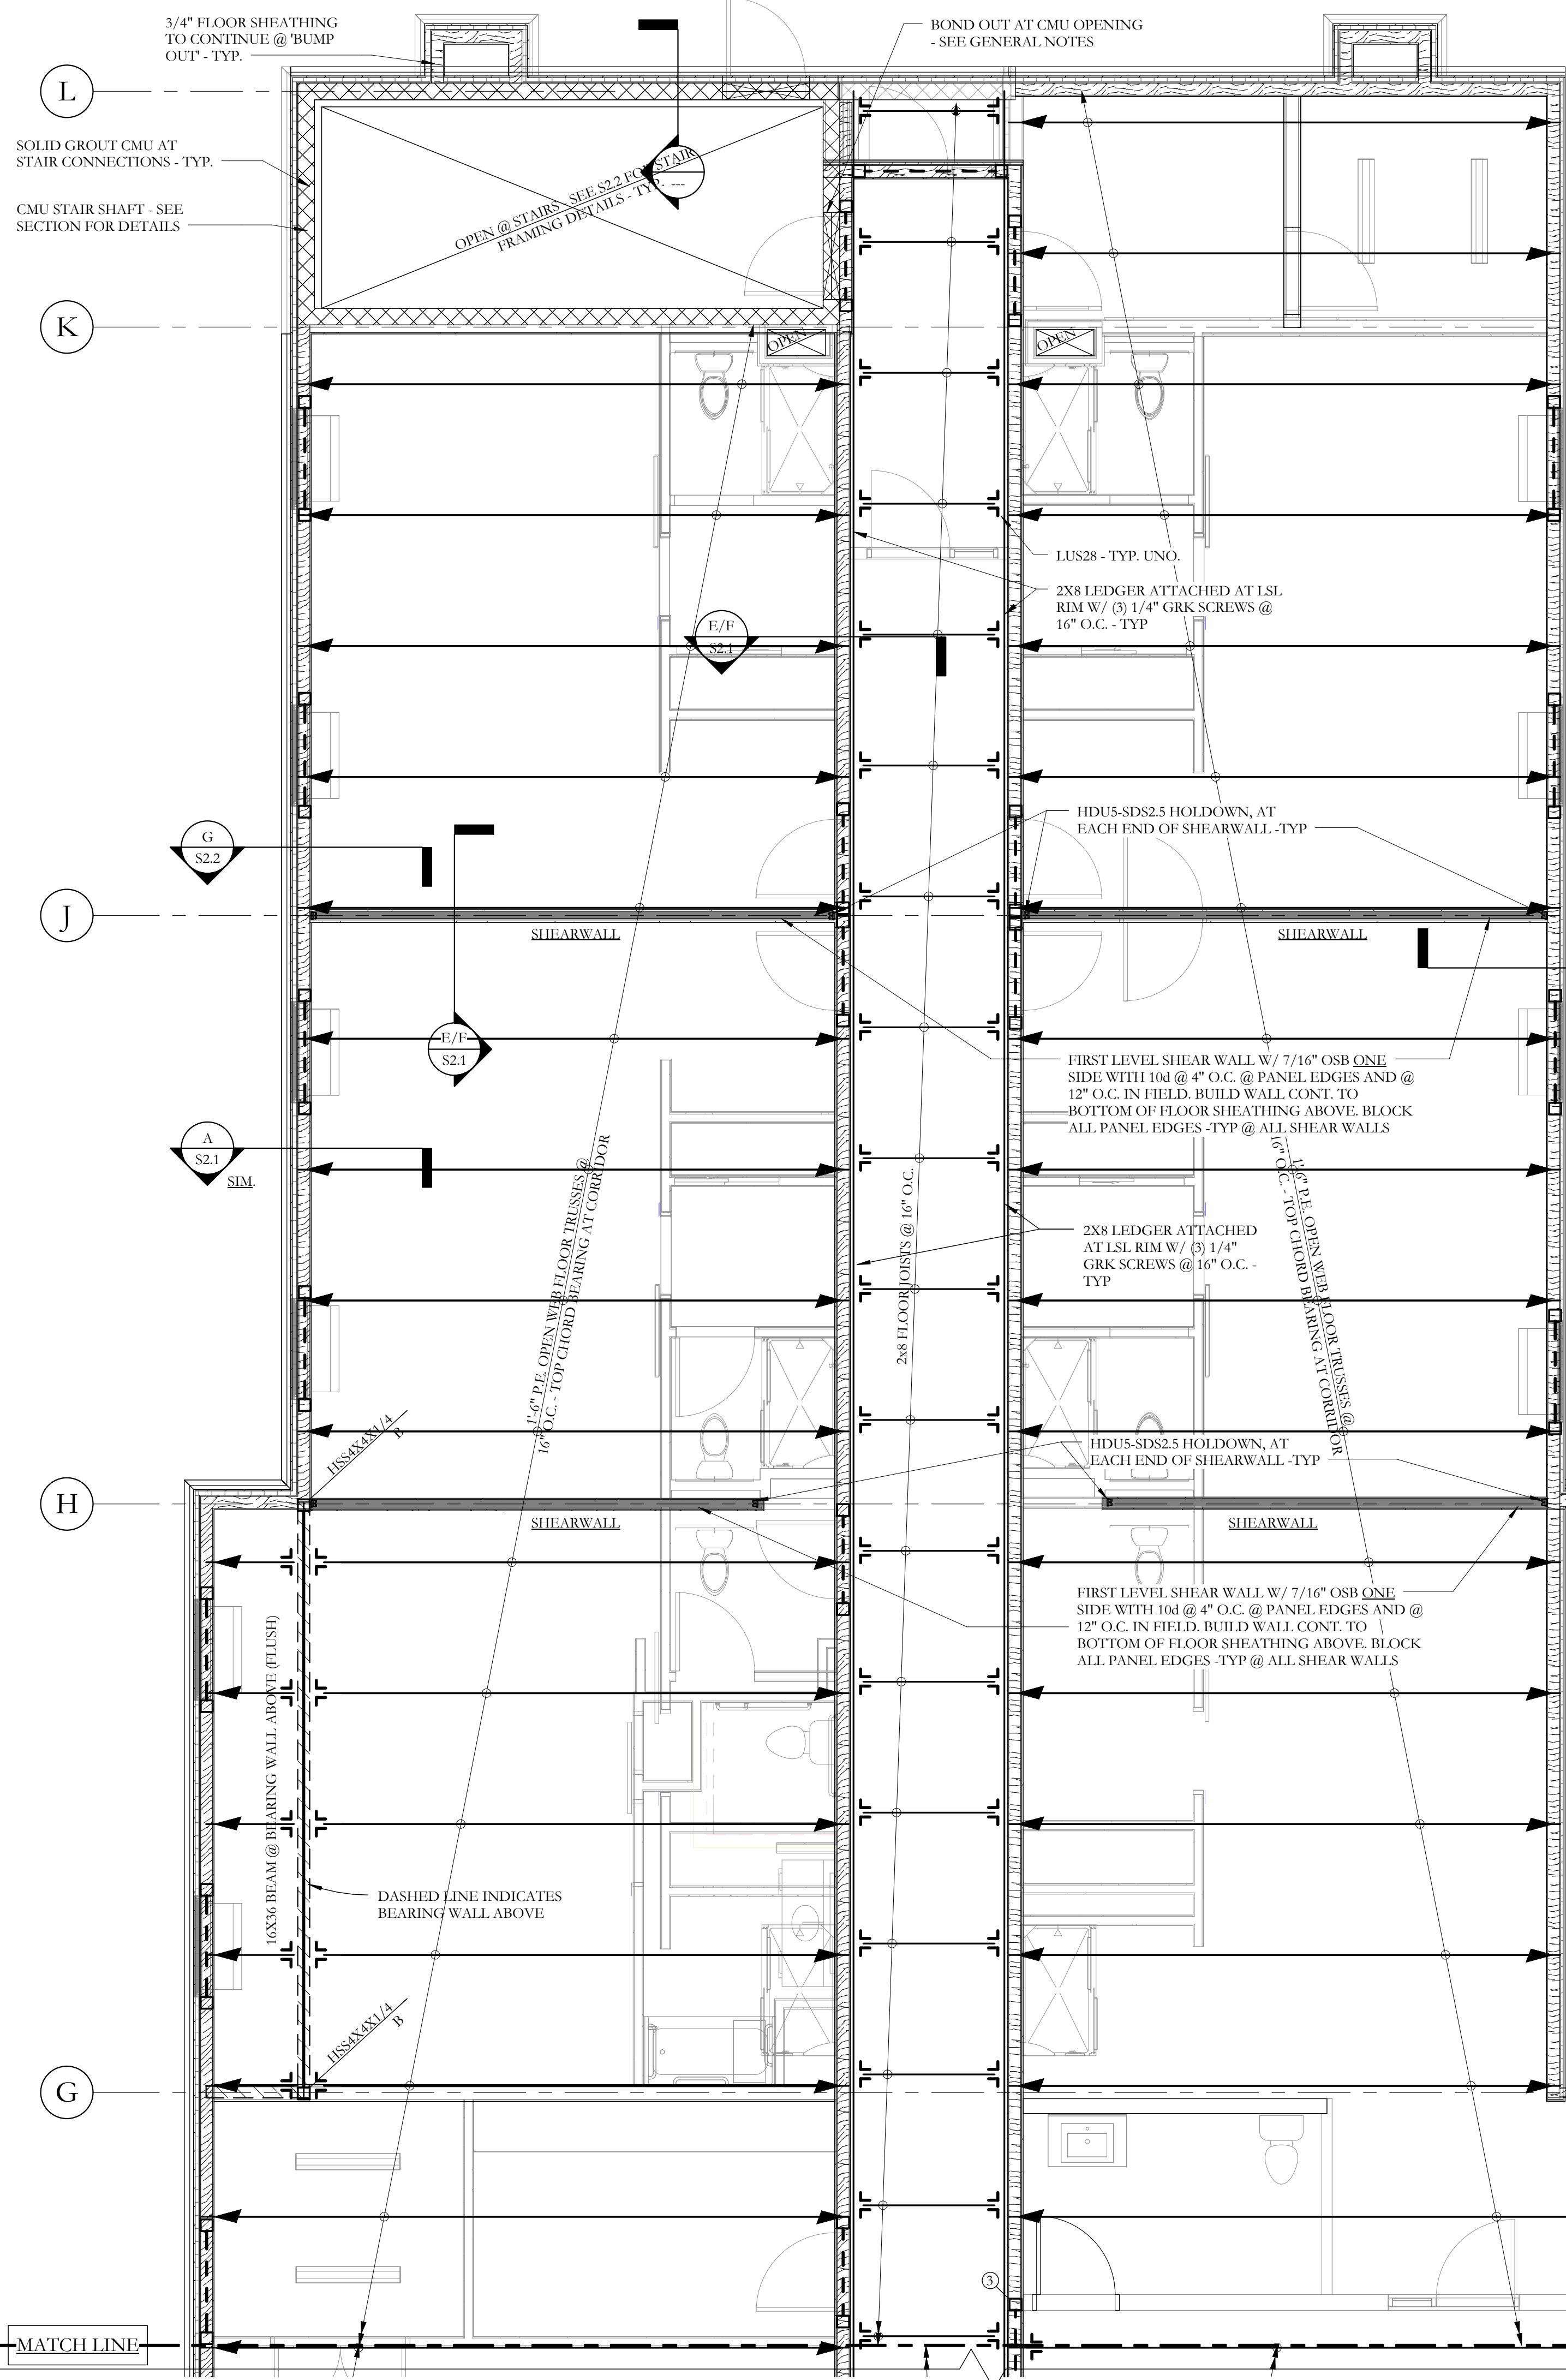 3/4" FLOOR SHEATHING
TO CONTINUE @ 'BUMP
OUT' - TYP.
BOND OUT AT CMU OPENING
- SEE GENERAL NOTES
L
SOLID GROUT CMU AT
STAIR CONNECTIONS - TYP.
CMU STAIR SHAFT - SEE
SECTION FOR DETAILS
OPEN @ STAIRS - SEE S2.2 FOR STAIR
FRAMING DETAILS - TYP.
---
K
OPEN
OPEN
LUS28 - TYP. UNO.
2X8 LEDGER ATTACHED AT LSL
RIM W/ (3) 1/4" GRK SCREWS @
16" O.C. - TYP
E/F
S2.1
HDU5-SDS2.5 HOLDOWN, AT
EACH END OF SHEARWALL -TYP
G
S2.2
J
SHEARWALL
SHEARWALL
E/F
S2.1
FIRST LEVEL SHEAR WALL W/ 7/16" OSB ONE
SIDE WITH 10d @ 4" O.C. @ PANEL EDGES AND @
12" O.C. IN FIELD. BUILD WALL CONT. TO
BOTTOM OF FLOOR SHEATHING ABOVE. BLOCK
ALL PANEL EDGES -TYP @ ALL SHEAR WALLS
A
S2.1
SIM.
1'-6" P.E. OPEN WEB FLOOR TRUSSES @
16" O.C. - TOP CHORD BEARING AT CORRIDOR
2x8 FLOOR JOISTS @ 16" O.C.
1'-6" P.E. OPEN WEB FLOOR TRUSSES @
16" O.C. - TOP CHORD BEARING AT CORRIDOR
2X8 LEDGER ATTACHED
AT LSL RIM W/ (3) 1/4"
GRK SCREWS @ 16" O.C. -
TYP
HSS4X4X1/4
B
HDU5-SDS2.5 HOLDOWN, AT
EACH END OF SHEARWALL -TYP
H
SHEARWALL
SHEARWALL
FIRST LEVEL SHEAR WALL W/ 7/16" OSB ONE
SIDE WITH 10d @ 4" O.C. @ PANEL EDGES AND @
12" O.C. IN FIELD. BUILD WALL CONT. TO
BOTTOM OF FLOOR SHEATHING ABOVE. BLOCK
ALL PANEL EDGES -TYP @ ALL SHEAR WALLS
16X36 BEAM @ BEARING WALL ABOVE (FLUSH)
DASHED LINE INDICATES
BEARING WALL ABOVE
HSS4X4X1/4
B
G
3
MATCH LINE